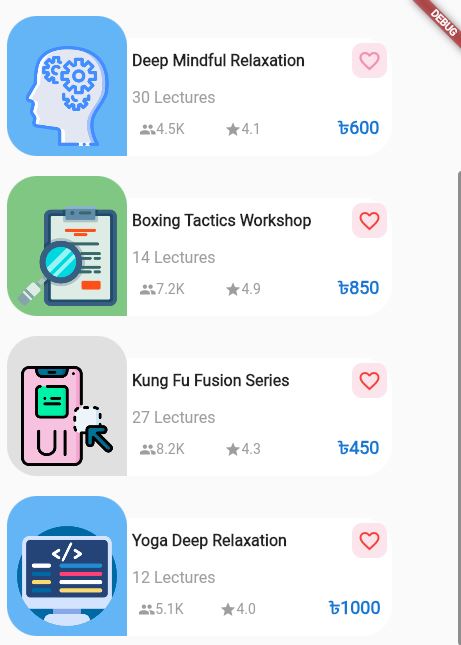 DEBUG
Deep Mindful Relaxation
30 Lectures
4.5K 4.1 ৳600
Boxing Tactics Workshop
14 Lectures
7.2K 4.9 ৳850
Kung Fu Fusion Series
27 Lectures
8.2K 4.3 ৳450
UI
</>
Yoga Deep Relaxation
12 Lectures
5.1K 4.0 ৳1000